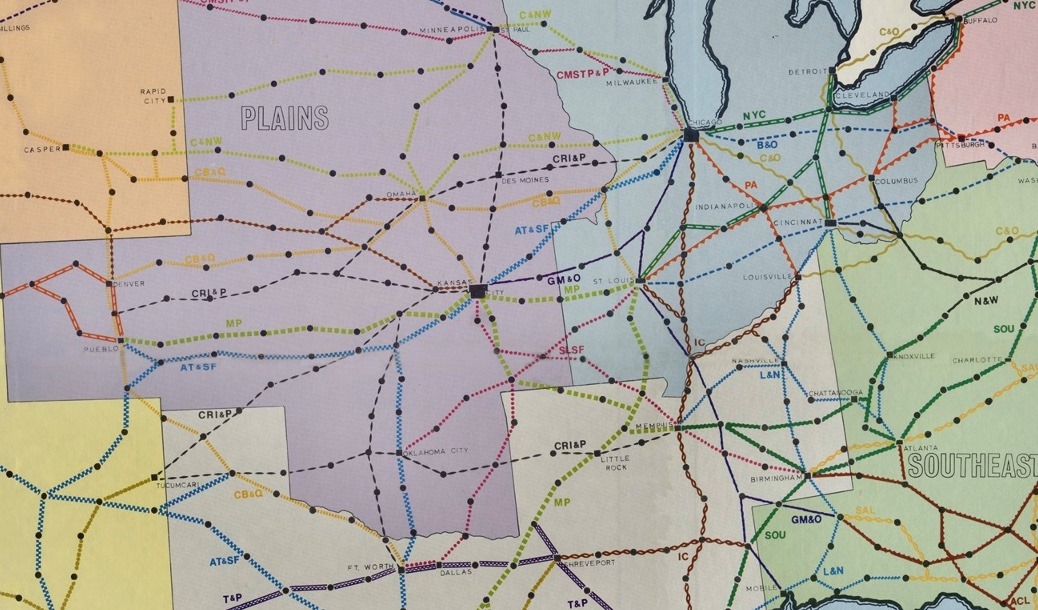 CMSTP&P
C&NW
NYC
BUFFALO
ILLINGS
MINNEAPOLIS
ST. PAUL
C&O
CMSTP&P
MILWAUKEE
DETROIT
CLEVELAND
RAPID
CITY
PLAINS
CHICAGO
NYC
PA
CASPER
C&NW
C&NW
B&O
PITTSBURGH
CRI&P
C&O
CB&Q
DES MOINES
PA
COLUMBUS
WASH
OMAHA
CB&Q
INDIANAPOLIS
CINCINNATI
AT&SF
C&O
CB&Q
DENVER
KANSAS
CITY
GM&O
ST LOUIS
LOUISVILLE
CRI&P
MP
N&W
MP
SOU
PUEBLO
IC
SLSF
NASHVILLE
KNOXVILLE
CHARLOTTE
AT&SF
L&N
SAL
CHATTANOOGA
CRI&P
MEMPHIS
CRI&P
ATLANTA
OKLAHOMA CITY
LITTLE
ROCK
SOUTHEAST
TUCUMCARI
BIRMINGHAM
CB&Q
MP
GM&O
SAL
SOU
AT&SF
IC
FT. WORTH
DALLAS
SHREVEPORT
L&N
MOBILE
T&P
T&P
ACL